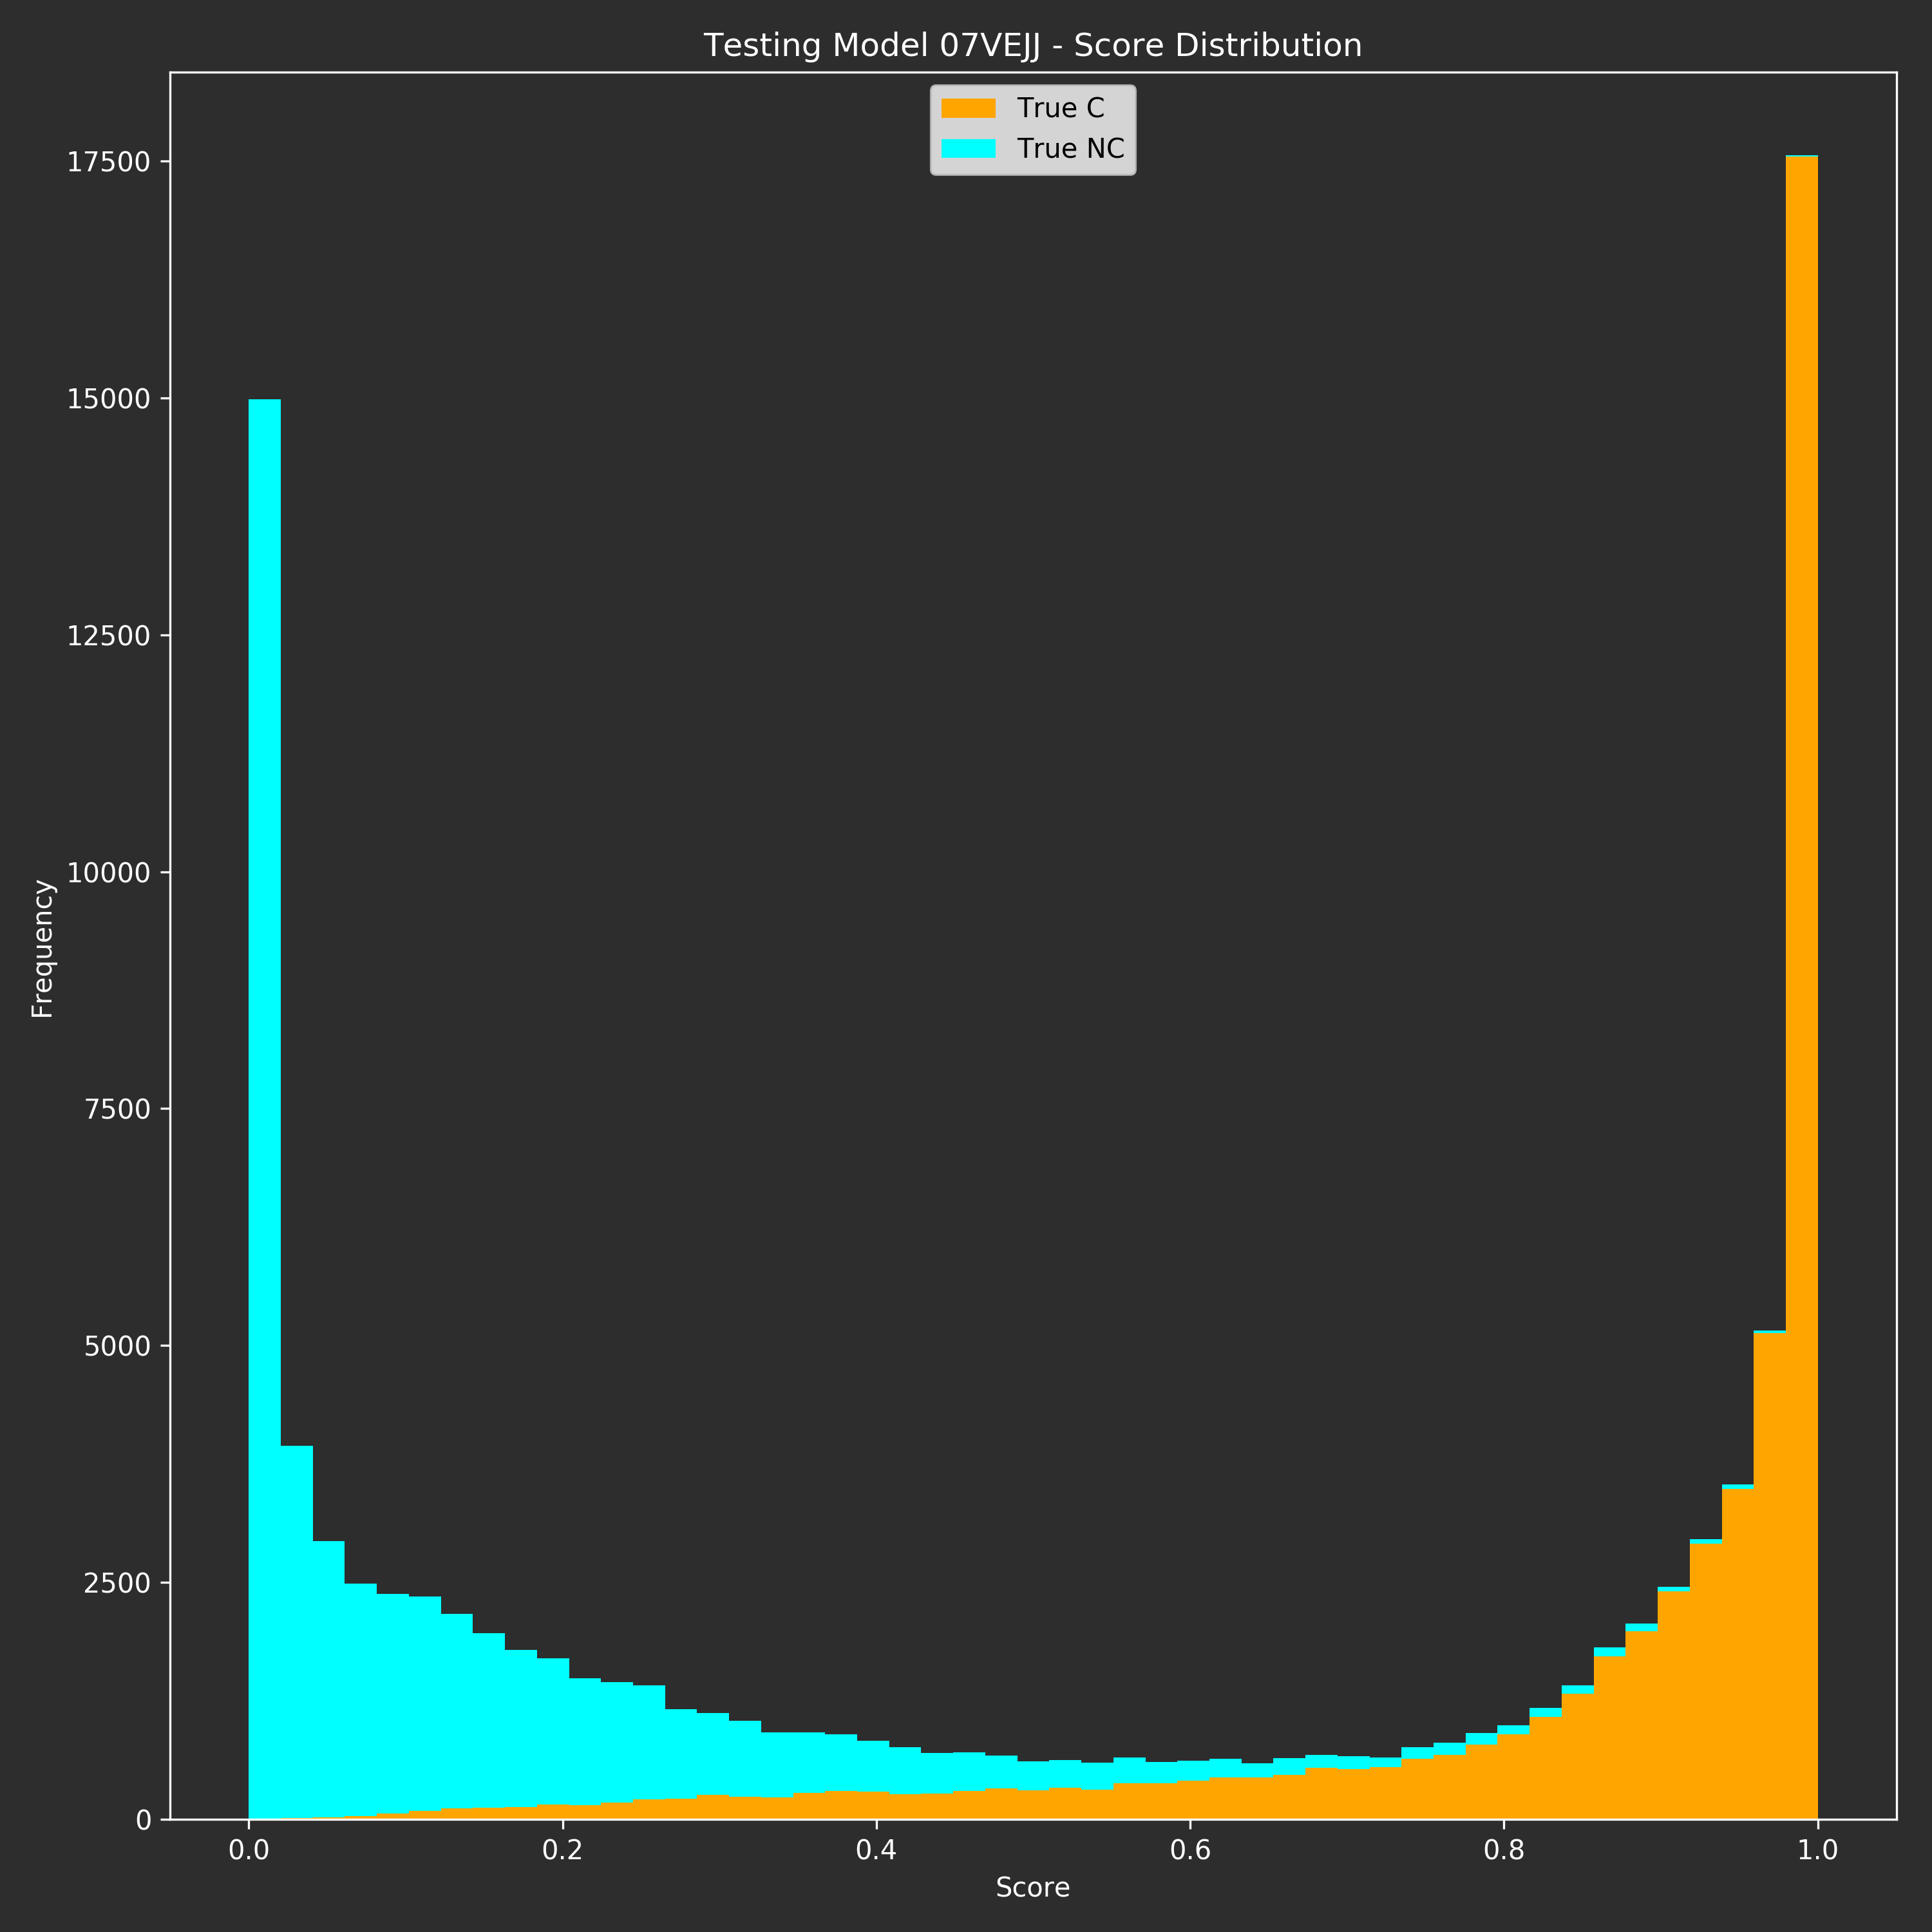 Testing Model 07VEJJ - Score Distribution
True C
True NC
17500
15000
12500
10000
7500
5000
2500
0
Frequency
0.0 0.2 0.4 0.6 0.8 1.0
Score